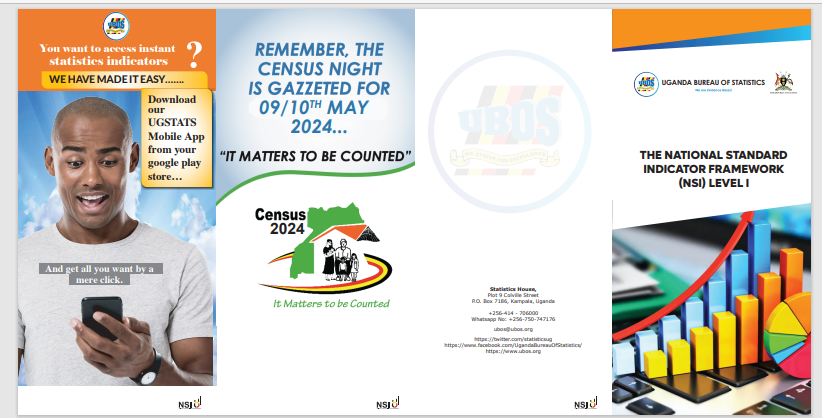 UBOS
You want to access instant
statistics indicators ?
WE HAVE MADE IT EASY.......
Download
our
UGSTATS
Mobile App
from your
google play
store…
And get all you want by a
mere click.
NSI
REMEMBER, THE
CENSUS NIGHT
IS GAZZETED FOR
09/10TH MAY
2024…
“IT MATTERS TO BE COUNTED”
Census
2024
It Matters to be Counted
NSI
UBOS
Statistics House,
Plot 9 Colville Street
P.O. Box 7186, Kampala, Uganda
+256-414 - 706000
Whatsapp No: +256-750-747176
ubos@ubos.org
https://twitter.com/statisticsug
https://www.facebook.com/UgandaBureauOfStatistics/
https://www.ubos.org
NSI
UBOS
UGANDA BUREAU OF STATISTICS
THE NATIONAL STANDARD
INDICATOR FRAMEWORK
(NSI) LEVEL I